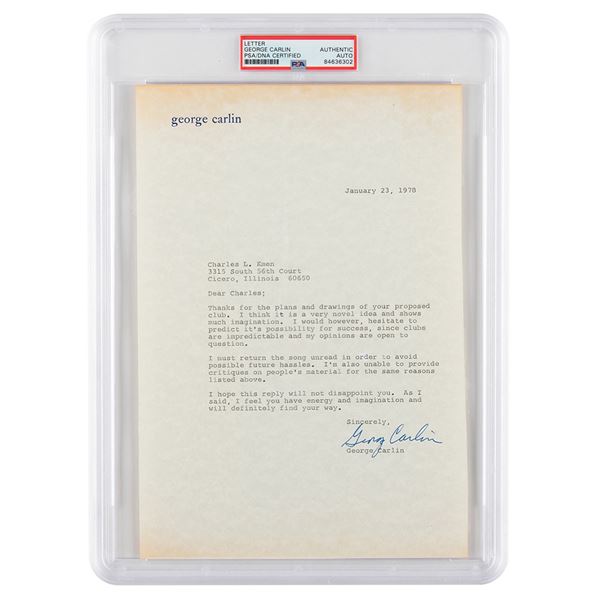 LETTER
GEORGE CARLIN
PSA/DNA CERTIFIED
AUTHENTIC
AUTO
PSA
84636302
george carlin
January 23, 1978
Charles L. Kmen
3315 South 56th Court
Cicero, Illinois 60650
Dear Charles;
Thanks for the plans and drawings of your proposed
club. I think it is a very novel idea and shows
much imagination. I would however, hesitate to
predict it's possibility for success, since clubs
are impredictable and my opinions are open to
question.
I must return the song unread in order to avoid
possible future hassles. I'm also unable to provide
critiques on people's material for the same reasons
listed above.
I hope this reply will not disappoint you. As I
said, I feel you have energy and imagination and
will definitely find your way.
Sincerely,
George Carlin
George Carlin